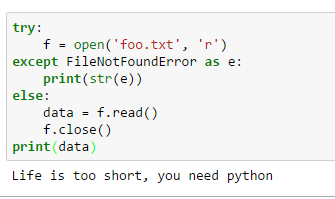 try:
    f = open('foo.txt', 'r')
except FileNotFoundError as e:
    print(str(e))
else:
    data = f.read()
    f.close()
print(data)
Life is too short, you need python